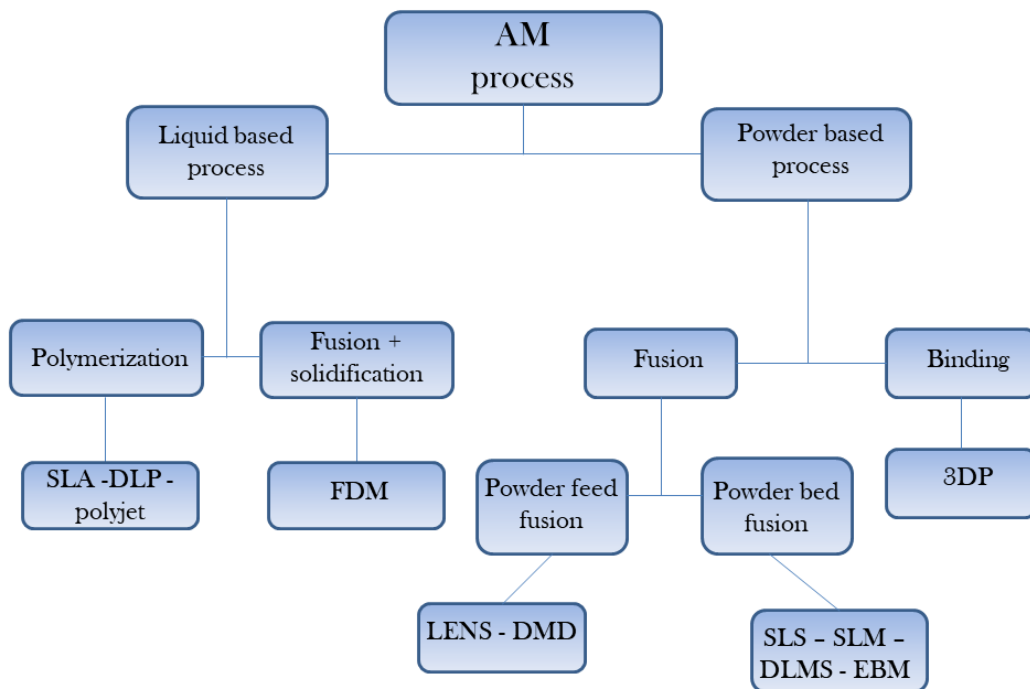 AM
process
Liquid based
process
Powder based
process
Polymerization
Fusion +
solidification
Fusion
Binding
SLA -DLP -
polyjet
FDM
Powder feed
fusion
Powder bed
fusion
3DP
LENS - DMD
SLS – SLM –
DLMS - EBM